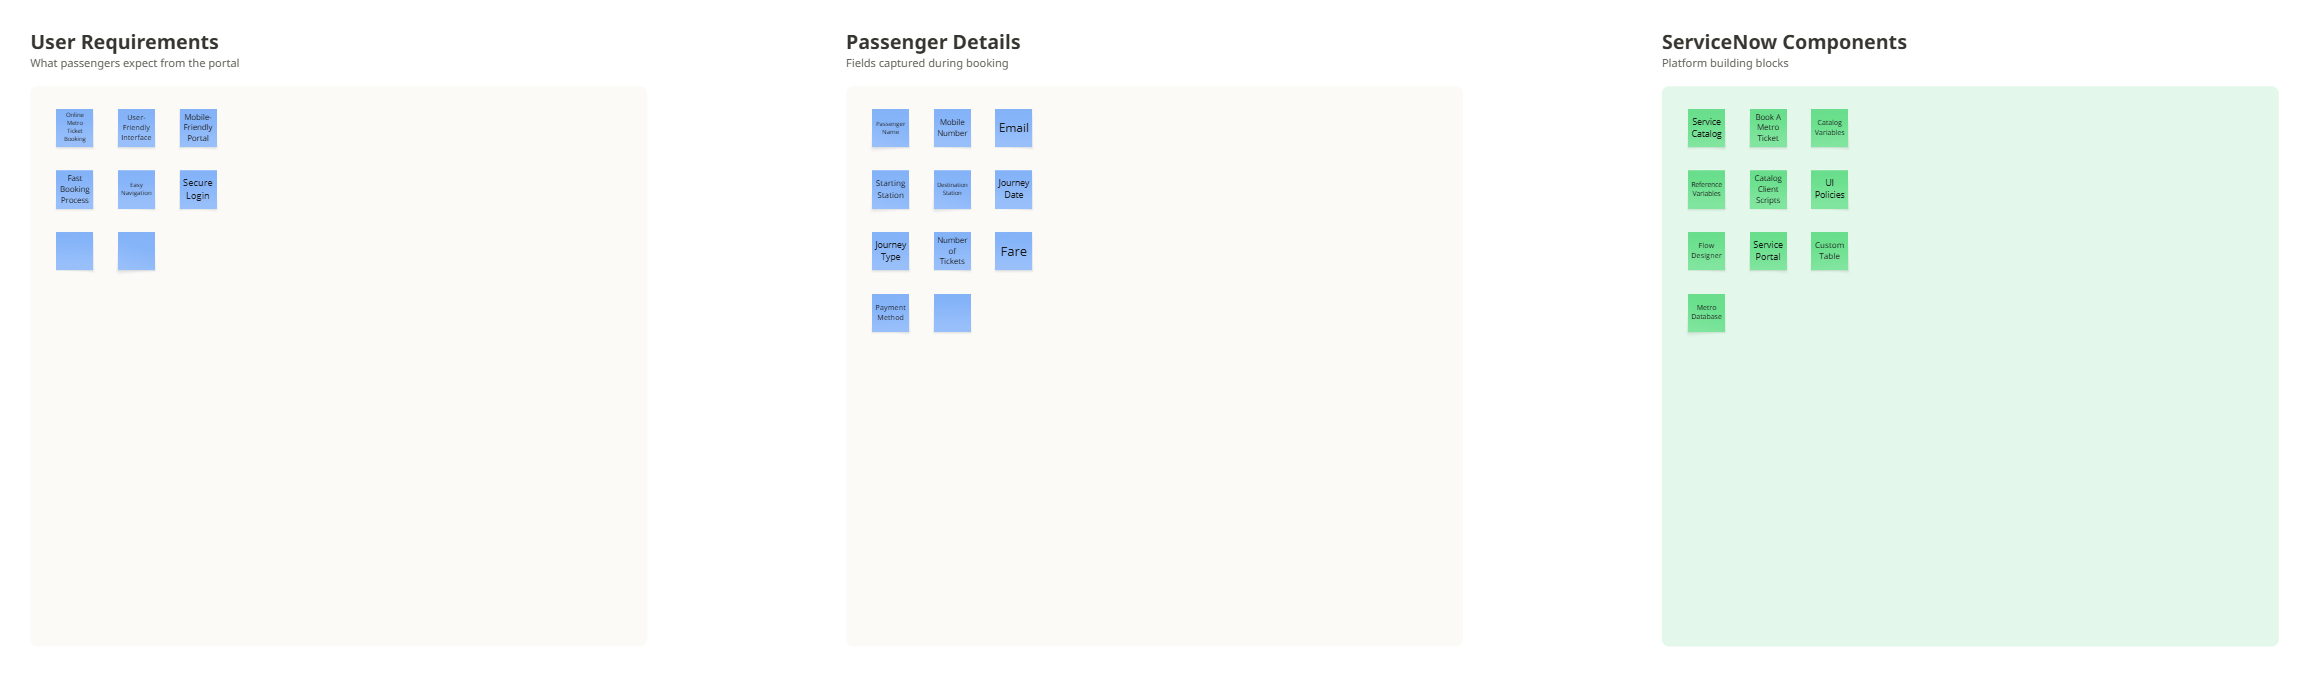 User Requirements
What passengers expect from the portal
Online
Metro
Ticket
Booking
User-
Friendly
Interface
Mobile-
Friendly
Portal
Fast
Booking
Process
Easy
Navigation
Secure
Login
Passenger Details
Fields captured during booking
Passenger
Name
Mobile
Number
Email
Starting
Station
Destination
Station
Journey
Date
Journey
Type
Number
of
Tickets
Fare
Payment
Method
ServiceNow Components
Platform building blocks
Service
Catalog
Book A
Metro
Ticket
Catalog
Variables
Reference
Variables
Catalog
Client
Scripts
UI
Policies
Flow
Designer
Service
Portal
Custom
Table
Metro
Database